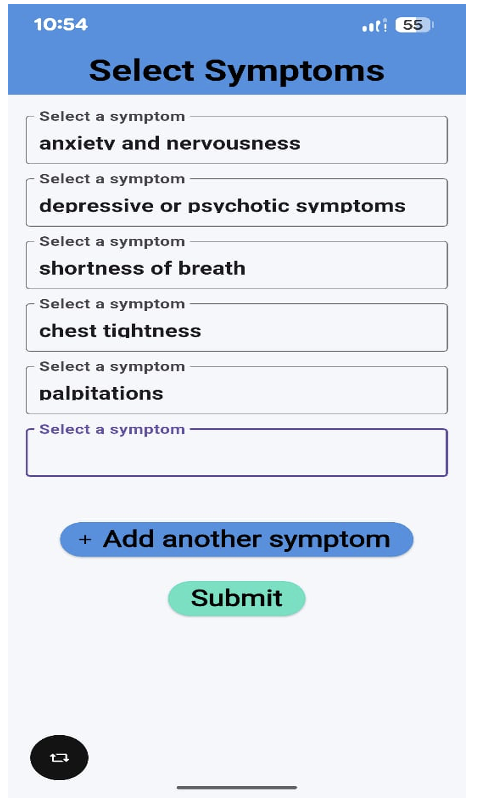 10:54
55
Select Symptoms
Select a symptom
anxiety and nervousness
Select a symptom
depressive or psychotic symptoms
Select a symptom
shortness of breath
Select a symptom
chest tightness
Select a symptom
palpitations
Select a symptom
+ Add another symptom
Submit